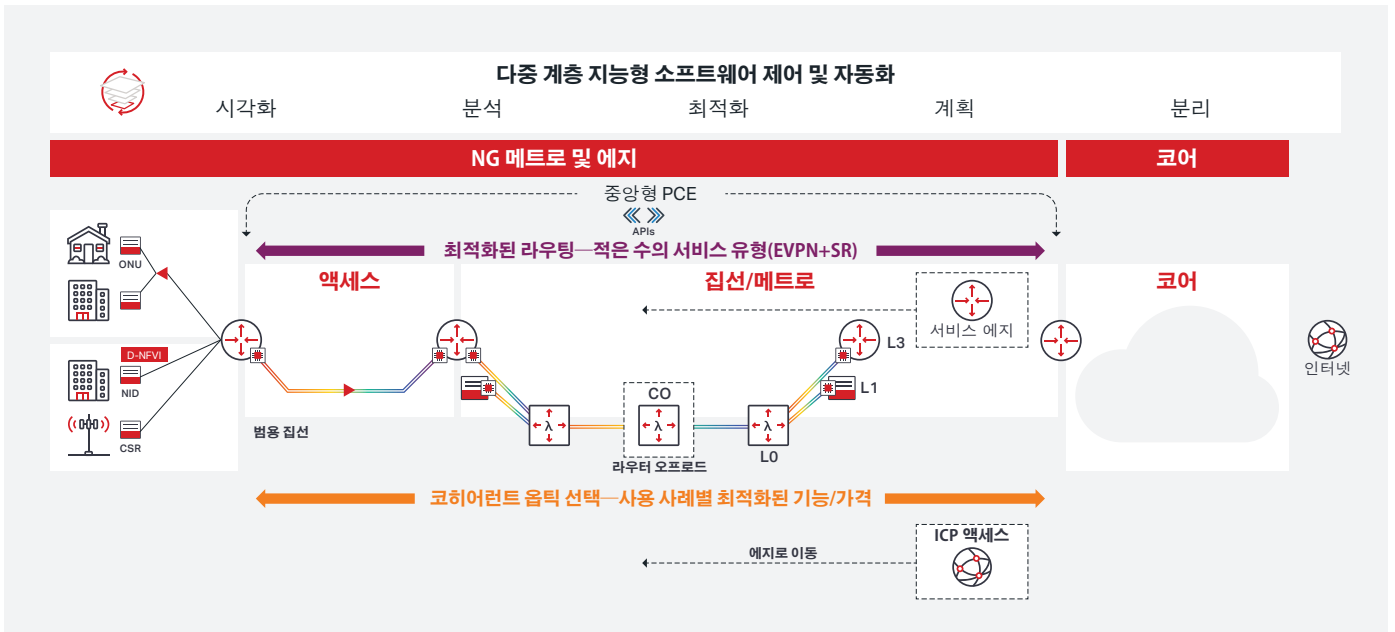 다중 계층 지능형 소프트웨어 제어 및 자동화
시각화 분석 최적화 계획 분리
NG 메트로 및 에지
코어
중앙형 PCE
APIs
최적화된 라우팅—적은 수의 서비스 유형(EVPN+SR)
ONU
D-NFVI
NID
CSR
액세스
집선/메트로
코어
서비스 에지
L3
L1
인터넷
CO
λ
λ
λ
범용 집선
라우터 오프로드
L0
코히어런트 옵틱 선택—사용 사례별 최적화된 기능/가격
ICP 액세스
에지로 이동